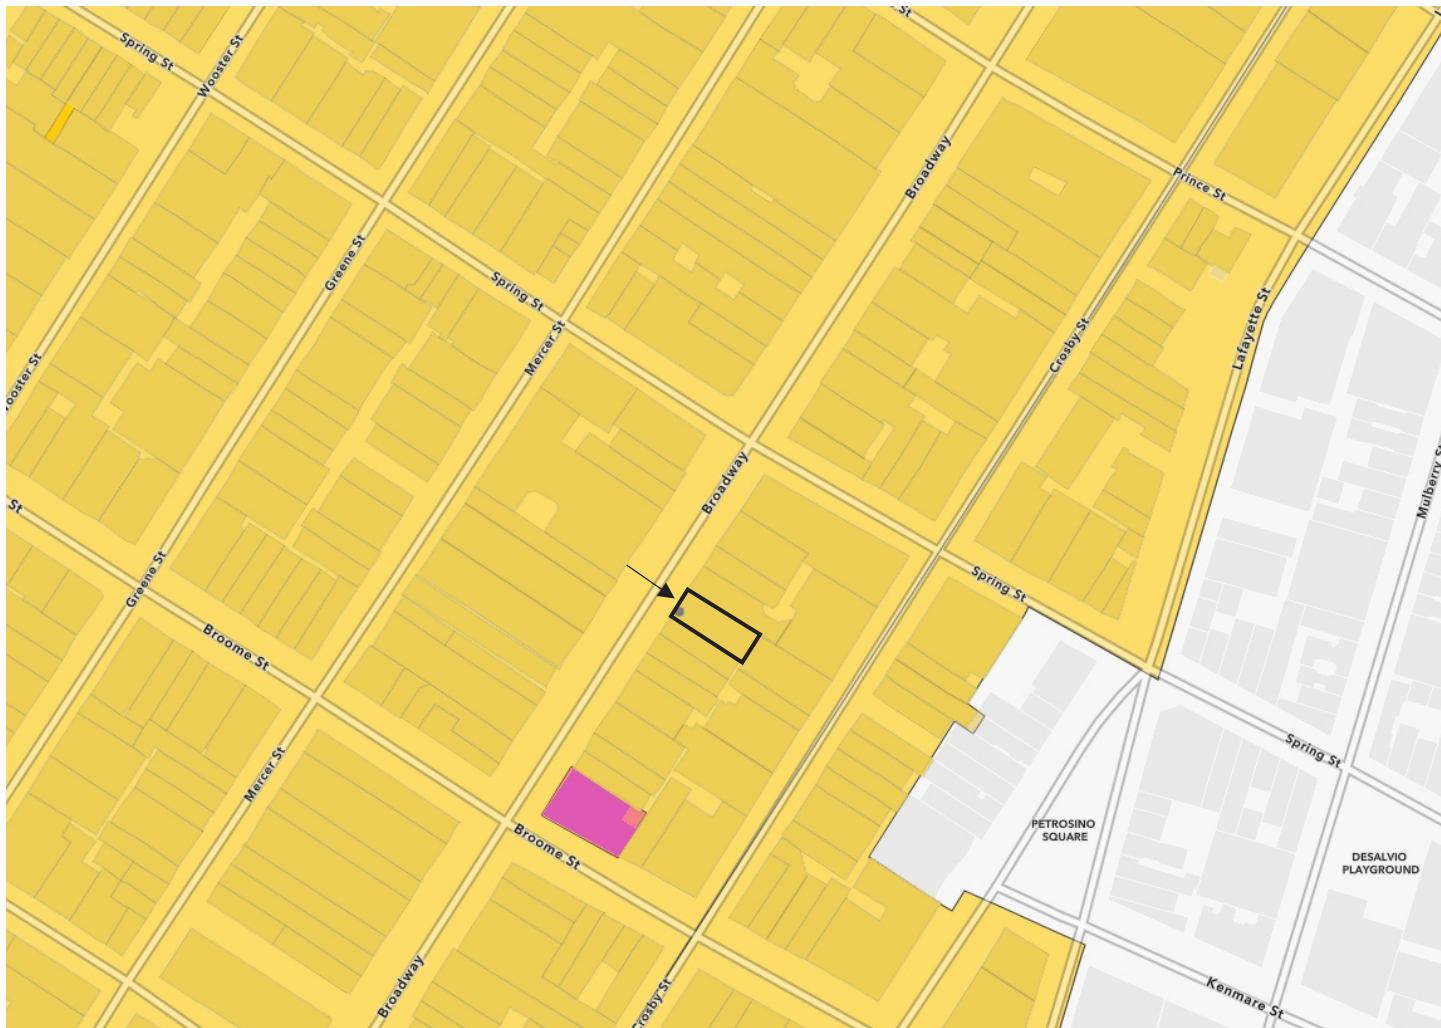 St
Spring St
Wooster St
Broadway
Prince St
Greene St
Spring St
Mercer St
Crosby St
Lafayette St
ooster St
Broadway
Mulberry St
St
Greene St
Spring St
Broome St
Mercer St
Spring St
PETROSINO
SQUARE
Broome St
DESALVIO
PLAYGROUND
Broadway
Crosby St
Kenmare St